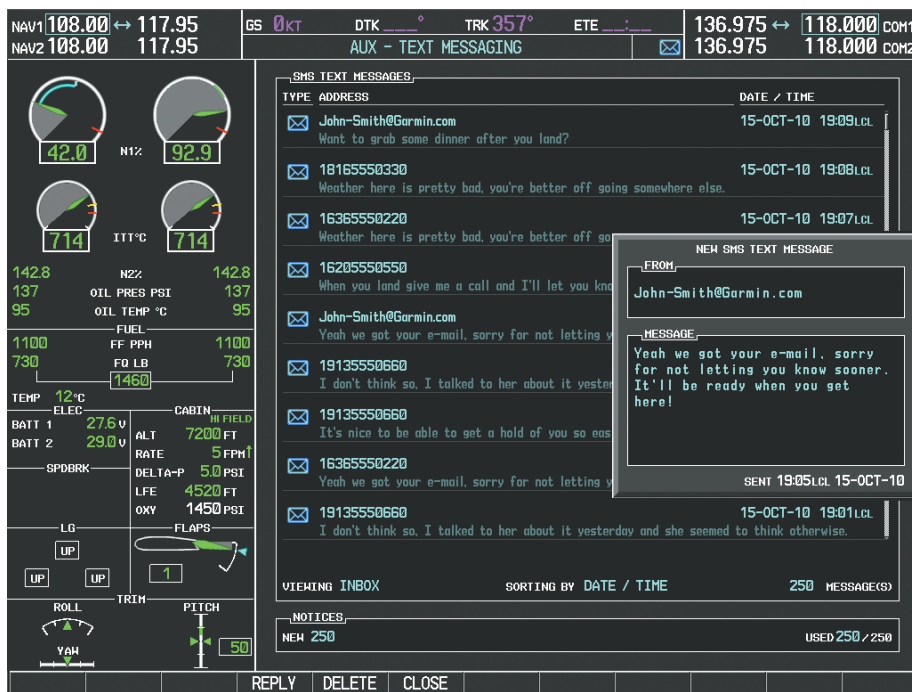 NAV1 108.00 ↔ 117.95
NAV2 108.00 117.95
GS 0KT DTK ___° TRK 357° ETE __:__
AUX - TEXT MESSAGING
136.975 ↔ 118.000 COM1
136.975 118.000 COM2
42.0 N1% 92.9
714 ITT°C 714
142.8 N2% 142.8
137 OIL PRES PSI 137
95 OIL TEMP °C 95
FUEL
1100 FF PPH 1100
730 FQ LB 730
1460
TEMP 12°C
ELEC
BATT 1 27.6 V
BATT 2 29.0 V
SPDBRK
CABIN
HI FIELD
ALT 7200 FT
RATE 5 FPM↑
DELTA-P 5.0 PSI
LFE 4520 FT
OXY 1450 PSI
LG
UP
UP UP
FLAPS
1
TRIM
ROLL
YAW
PITCH
50
SMS TEXT MESSAGES
TYPE ADDRESS DATE / TIME
John-Smith@Garmin.com 15-OCT-10 19:09LCL
Want to grab some dinner after you land?
18165550330 15-OCT-10 19:08LCL
Weather here is pretty bad, you're better off going somewhere else.
16365550220 15-OCT-10 19:07LCL
Weather here is pretty bad, you're better off go
16205550550
When you land give me a call and I'll let you kno
John-Smith@Garmin.com
Yeah we got your e-mail, sorry for not letting y
19135550660
I don't think so, I talked to her about it yester
19135550660
It's nice to be able to get a hold of you so eas
16365550220
Yeah we got your e-mail, sorry for not letting y
19135550660 15-OCT-10 19:01LCL
I don't think so, I talked to her about it yesterday and she seemed to think otherwise.
VIEWING INBOX SORTING BY DATE / TIME 250 MESSAGE(S)
NOTICES
NEW 250 USED 250/250
NEW SMS TEXT MESSAGE
FROM
John-Smith@Garmin.com
MESSAGE
Yeah we got your e-mail, sorry
for not letting you know sooner.
It'll be ready when you get
here!
SENT 19:05LCL 15-OCT-10
REPLY DELETE CLOSE